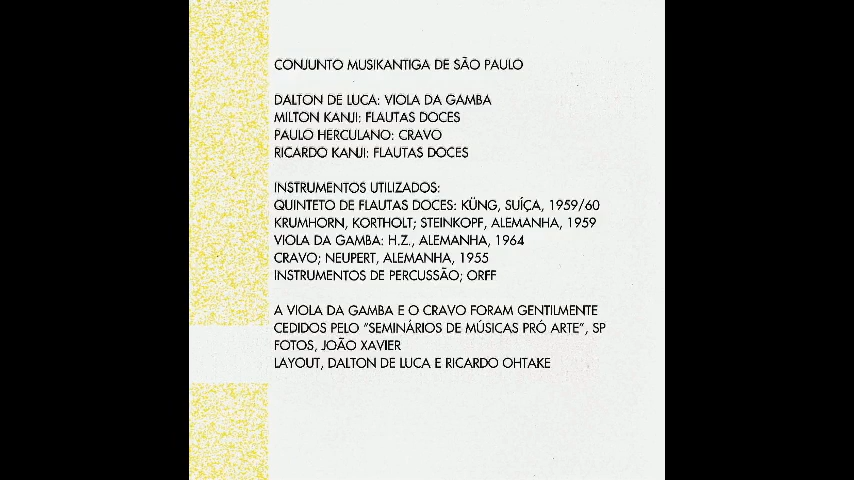 CONJUNTO MUSIKANTIGA DE SÃO PAULO
DALTON DE LUCA: VIOLA DA GAMBA
MILTON KANJI: FLAUTAS DOCES
PAULO HERCULANO: CRAVO
RICARDO KANJI: FLAUTAS DOCES
INSTRUMENTOS UTILIZADOS:
QUINTETO DE FLAUTAS DOCES: KÜNG, SUÍÇA, 1959/60
KRUMHORN, KORTHOLT; STEINKOPF, ALEMANHA, 1959
VIOLA DA GAMBA: H.Z., ALEMANHA, 1964
CRAVO; NEUPERT, ALEMANHA, 1955
INSTRUMENTOS DE PERCUSSÃO; ORFF
A VIOLA DA GAMBA E O CRAVO FORAM GENTILMENTE
CEDIDOS PELO "SEMINÁRIOS DE MÚSICAS PRÓ ARTE", SP
FOTOS, JOÃO XAVIER
LAYOUT, DALTON DE LUCA E RICARDO OHTAKE